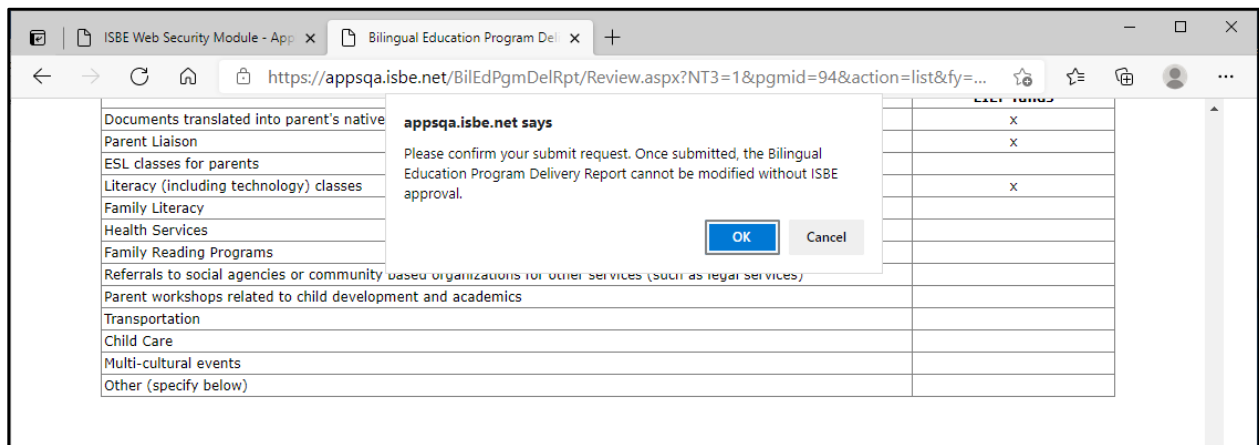 ISBE Web Security Module - App
Bilingual Education Program Deli
https://appsqa.isbe.net/BilEdPgmDelRpt/Review.aspx?NT3=1&pgmid=94&action=list&fy=...
Documents translated into parent's native
x
Parent Liaison
x
ESL classes for parents
Literacy (including technology) classes
x
Family Literacy
Health Services
Family Reading Programs
Referrals to social agencies or community based organizations for other services (such as legal services)
Parent workshops related to child development and academics
Transportation
Child Care
Multi-cultural events
Other (specify below)
appsqa.isbe.net says
Please confirm your submit request. Once submitted, the Bilingual
Education Program Delivery Report cannot be modified without ISBE
approval.
OK
Cancel